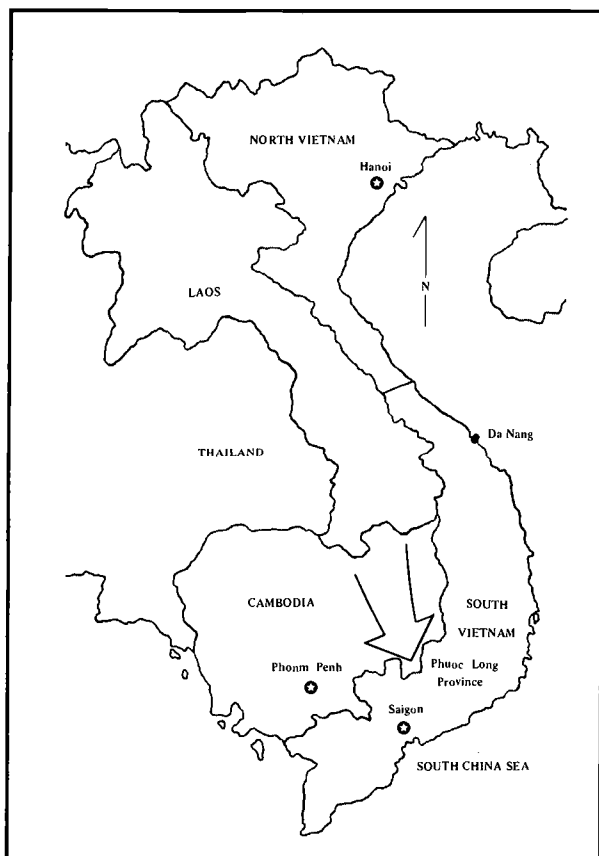 NORTH VIETNAM
Hanoi
LAOS
N
Da Nang
THAILAND
CAMBODIA
SOUTH
VIETNAM
Phonm Penh
Phuoc Long
Province
Saigon
SOUTH CHINA SEA